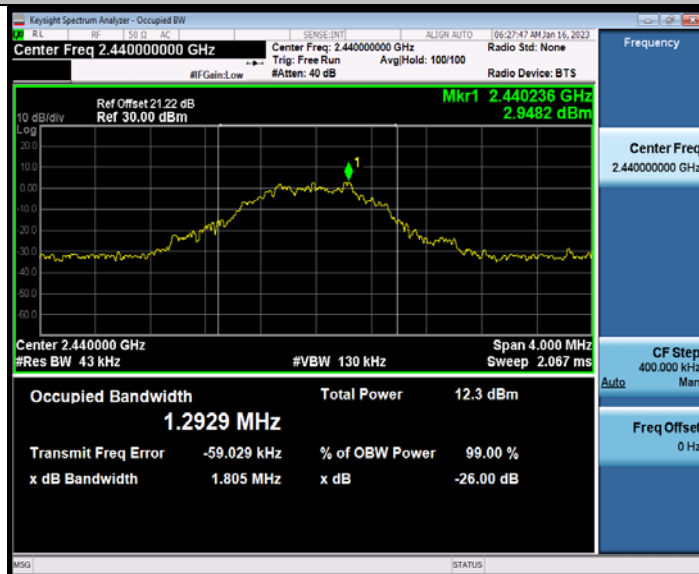 Keysight Spectrum Analyzer - Occupied BW
RL RF 50 Ω AC SENSE:INT ALIGN AUTO 06:27:47 AM Jan 16, 2023
Center Freq 2.440000000 GHz
Center Freq: 2.440000000 GHz
Radio Std: None
Trig: Free Run Avg|Hold: 100/100
#IFGain:Low #Atten: 40 dB Radio Device: BTS
Ref Offset 21.22 dB
Mkr1 2.440236 GHz
10 dB/div Ref 30.00 dBm 2.9482 dBm
Log
20.0
10.0
1
0.00
-10.0
-20.0
-30.0
-40.0
-50.0
-60.0
Center 2.440000 GHz Span 4.000 MHz
#Res BW 43 kHz #VBW 130 kHz Sweep 2.067 ms
Occupied Bandwidth Total Power 12.3 dBm
1.2929 MHz
Transmit Freq Error -59.029 kHz % of OBW Power 99.00 %
x dB Bandwidth 1.805 MHz x dB -26.00 dB
MSG STATUS
Frequency
Center Freq
2.440000000 GHz
CF Step
400.000 kHz
Auto Man
Freq Offset
0 Hz